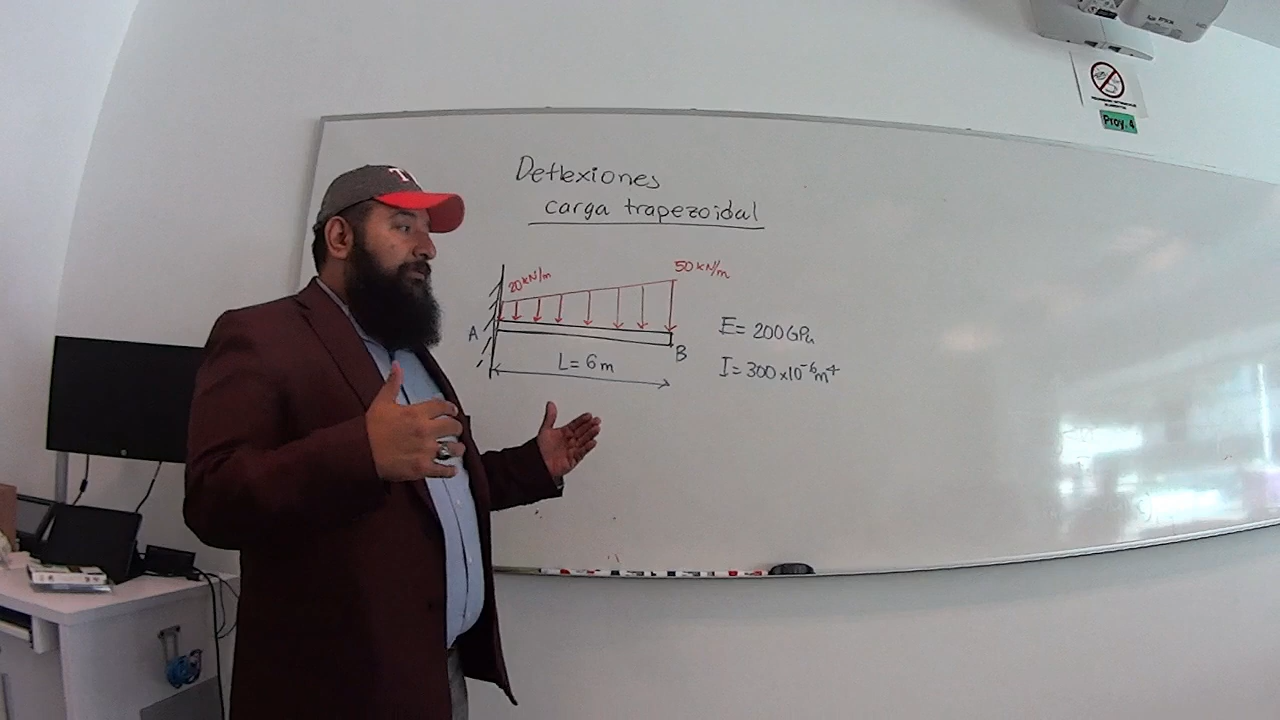 Proy. 4
Deflexiones
carga trapezoidal
T
20 kN/m
50 kN/m
A
B
L = 6 m
E = 200 GPa
I = 300 x10⁻⁶ m⁴